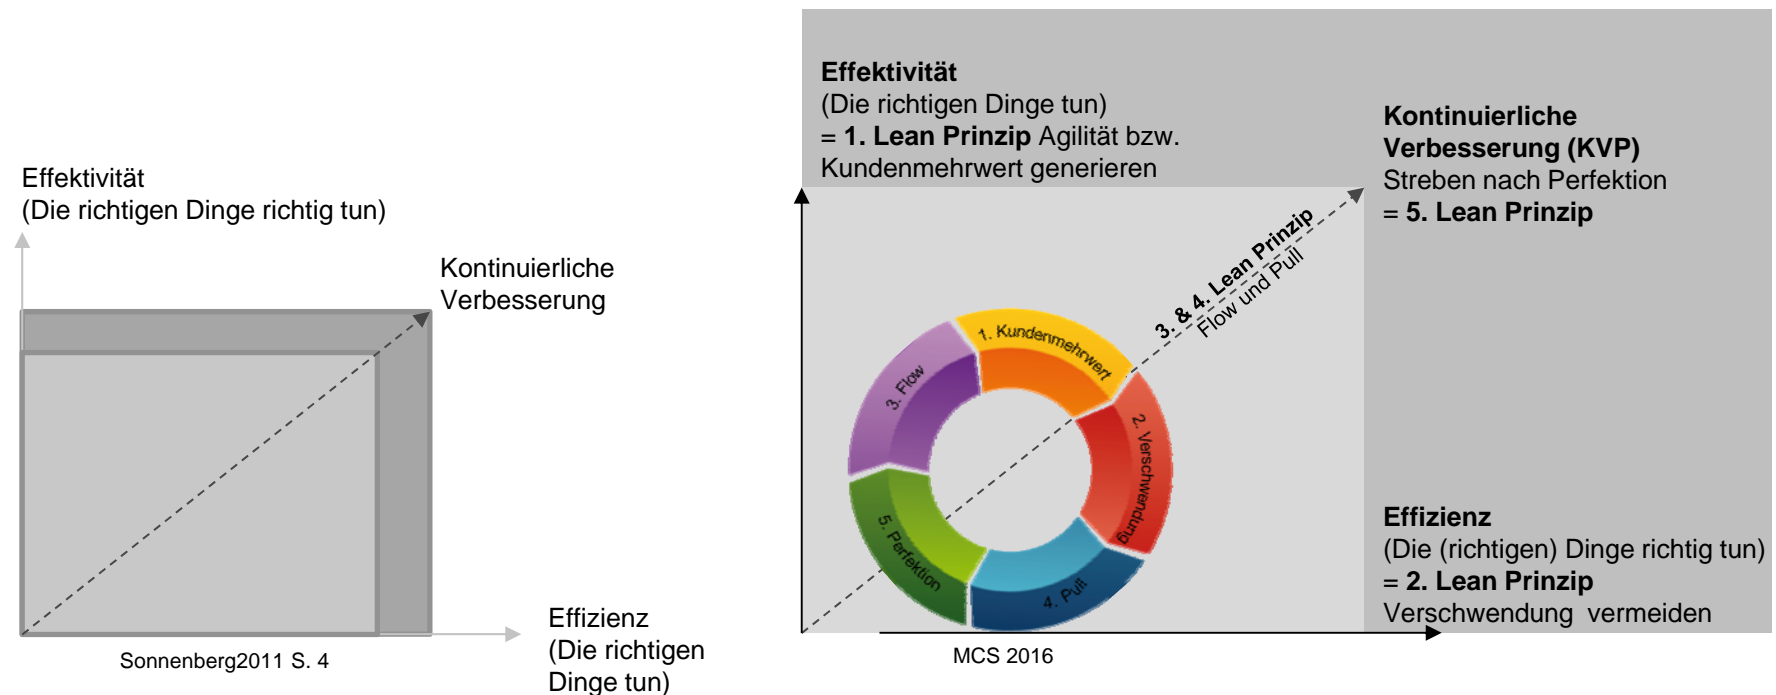 Effektivität
(Die richtigen Dinge richtig tun)
Kontinuierliche
Verbesserung
Effizienz
(Die richtigen
Dinge tun)
Sonnenberg2011 S. 4
Effektivität
(Die richtigen Dinge tun)
= 1. Lean Prinzip Agilität bzw.
Kundenmehrwert generieren
Kontinuierliche
Verbesserung (KVP)
Streben nach Perfektion
= 5. Lean Prinzip
3. & 4. Lean Prinzip
Flow und Pull
1. Kundenmehrwert
2. Verschwendung
3. Flow
4. Pull
5. Perfektion
Effizienz
(Die (richtigen) Dinge richtig tun)
= 2. Lean Prinzip
Verschwendung vermeiden
MCS 2016